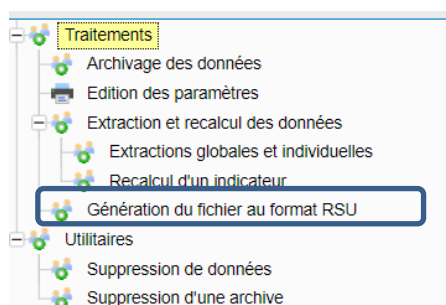 Traitements
Archivage des données
Edition des paramètres
Extraction et recalcul des données
Extractions globales et individuelles
Recalcul d'un indicateur
Génération du fichier au format RSU
Utilitaires
Suppression de données
Suppression d'une archive